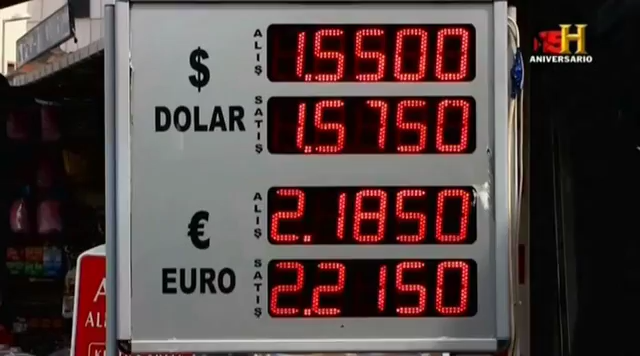 $ DOLAR
ALIŞ 1.5500
SATIŞ 1.5750
€ EURO
ALIŞ 2.1850
SATIŞ 2.2150
H
ANIVERSARIO